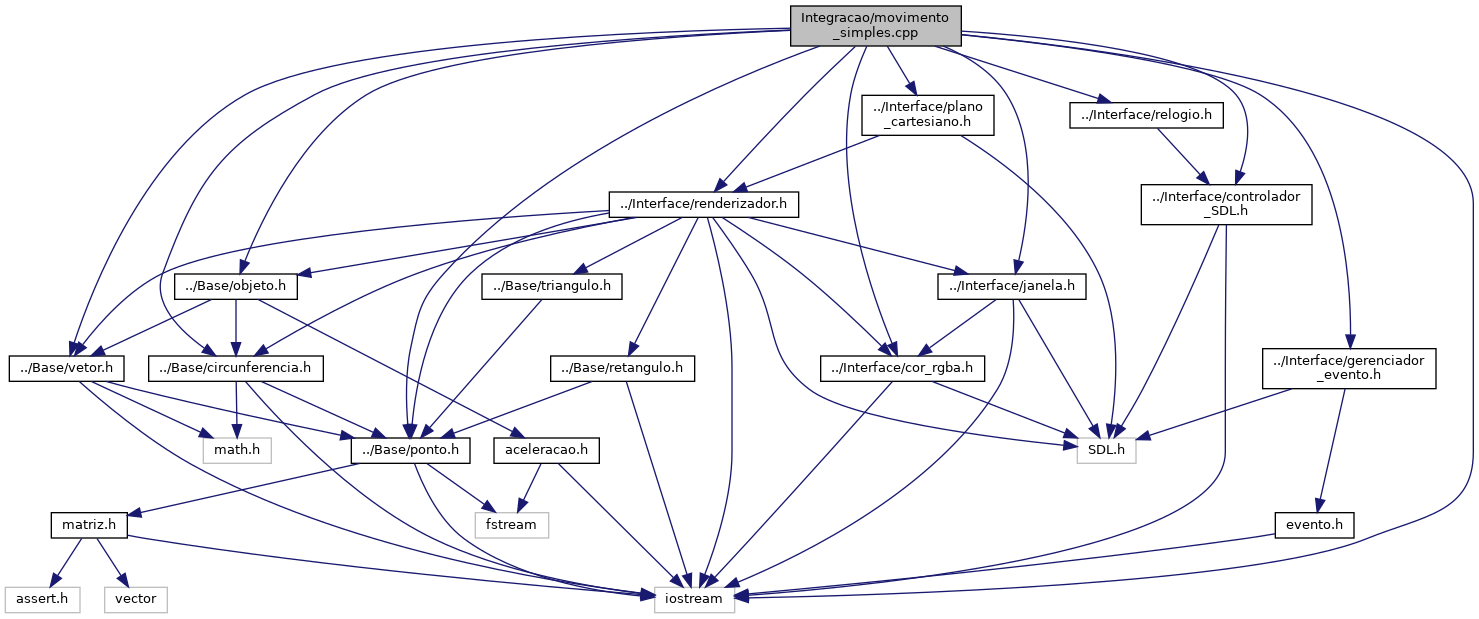 Integracao/movimento
_simples.cpp
../Interface/plano
_cartesiano.h
../Interface/relogio.h
../Interface/renderizador.h
../Interface/controlador
_SDL.h
../Base/objeto.h
../Base/triangulo.h
../Interface/janela.h
../Base/vetor.h
../Base/circunferencia.h
../Base/retangulo.h
../Interface/cor_rgba.h
../Interface/gerenciador
_evento.h
math.h
../Base/ponto.h
aceleracao.h
SDL.h
matriz.h
fstream
evento.h
assert.h
vector
iostream